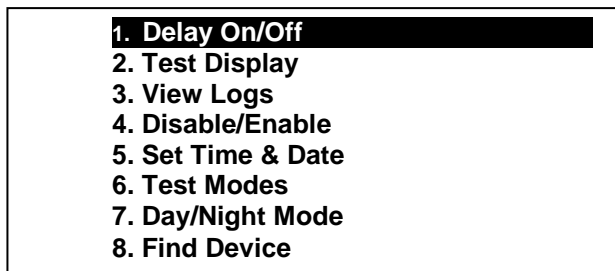 1. Delay On/Off
2. Test Display
3. View Logs
4. Disable/Enable
5. Set Time & Date
6. Test Modes
7. Day/Night Mode
8. Find Device